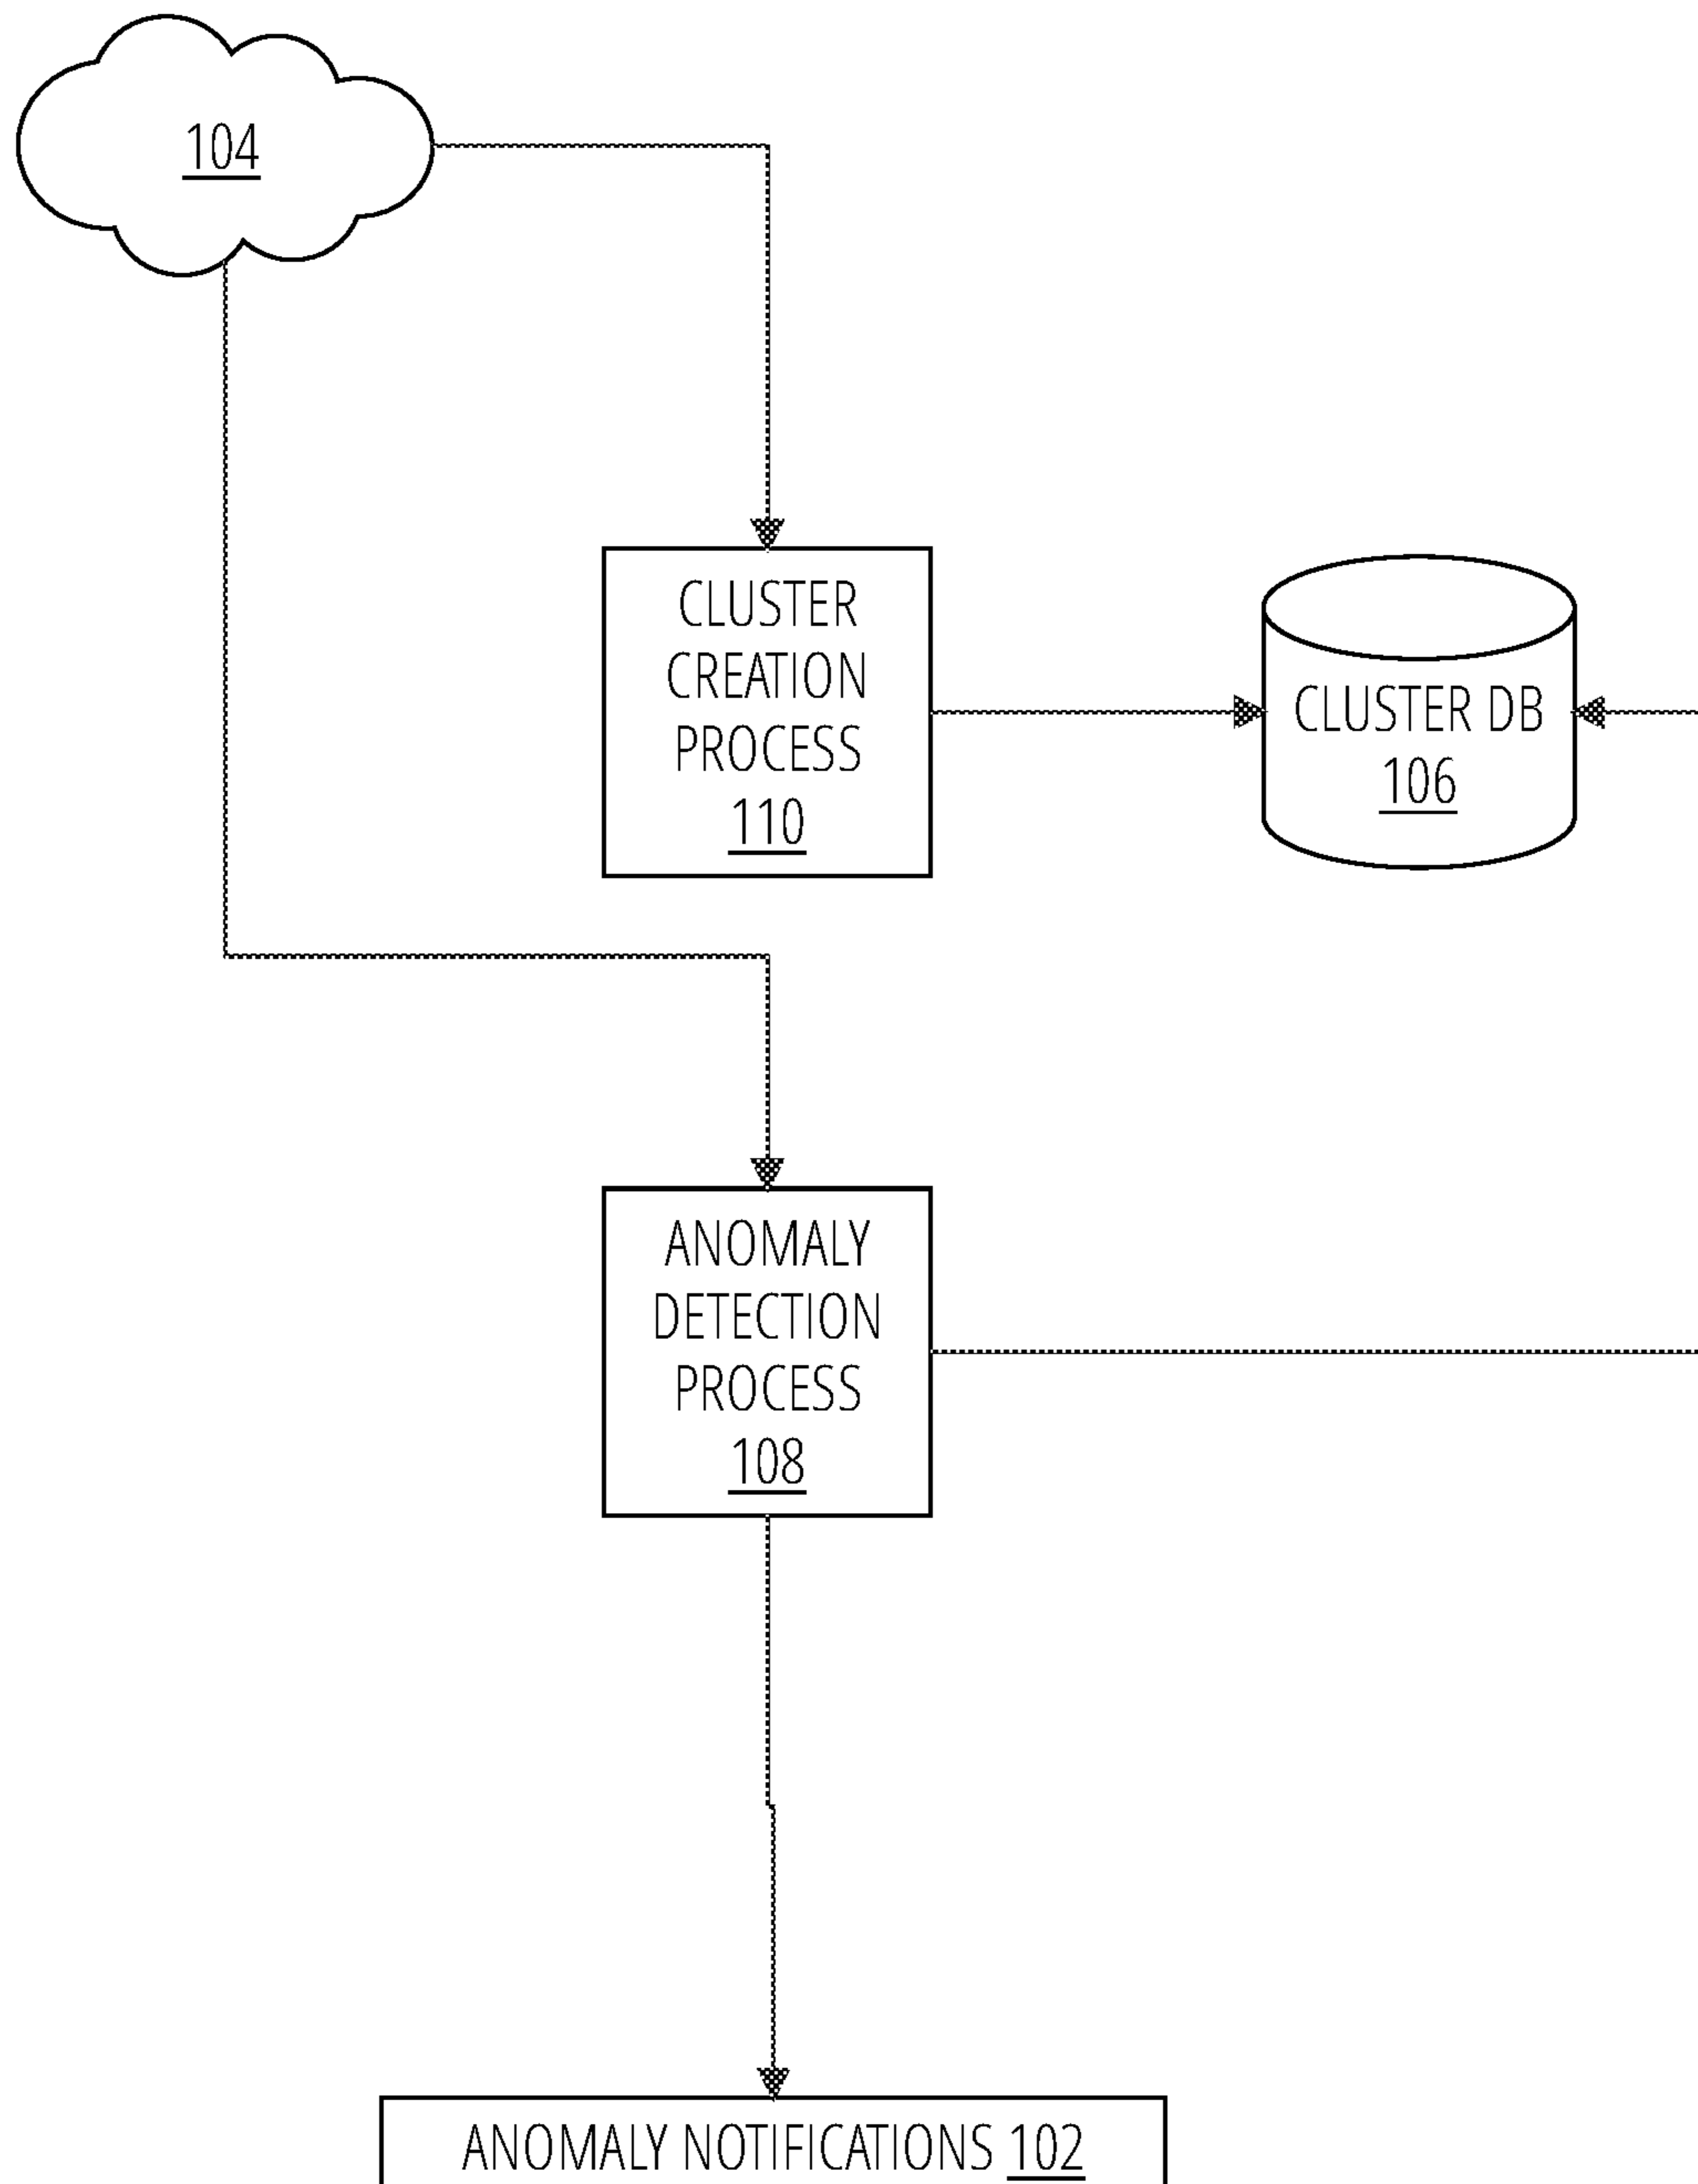 104
CLUSTER
CREATION
PROCESS
110
CLUSTER DB
106
ANOMALY
DETECTION
PROCESS
108
ANOMALY NOTIFICATIONS 102